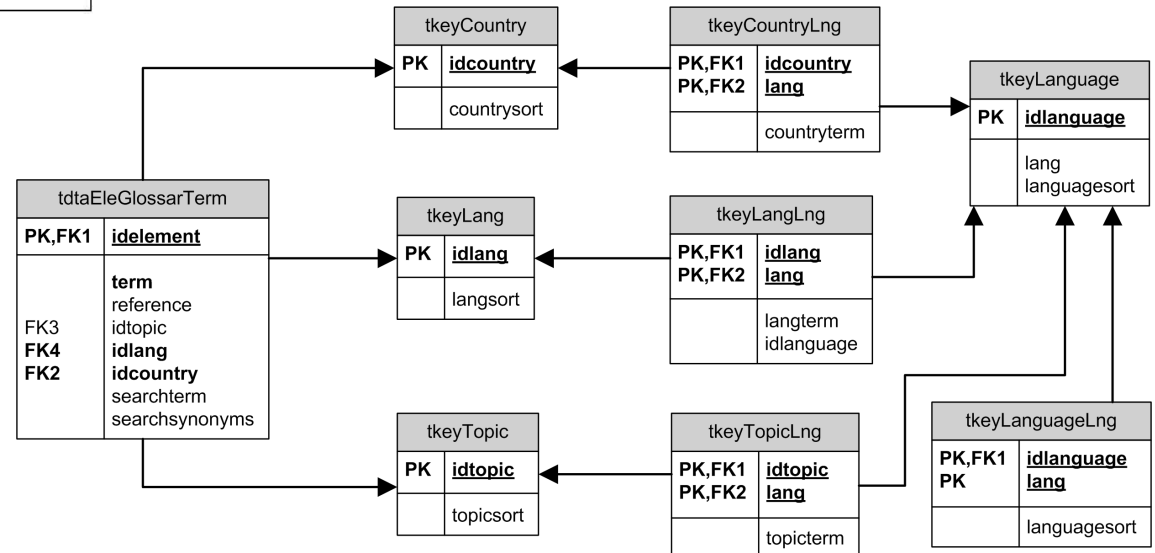 tkeyCountry
PK idcountry
countrysort
tkeyCountryLng
PK,FK1 idcountry
PK,FK2 lang
countryterm
tkeyLanguage
PK idlanguage
lang
languagesort
tdtaEleGlossarTerm
PK,FK1 idelement
term
reference
FK3 idtopic
FK4 idlang
FK2 idcountry
searchterm
searchsynonyms
tkeyLang
PK idlang
langsort
tkeyLangLng
PK,FK1 idlang
PK,FK2 lang
langterm
idlanguage
tkeyTopic
PK idtopic
topicsort
tkeyTopicLng
PK,FK1 idtopic
PK,FK2 lang
topicterm
tkeyLanguageLng
PK,FK1 idlanguage
PK lang
languagesort